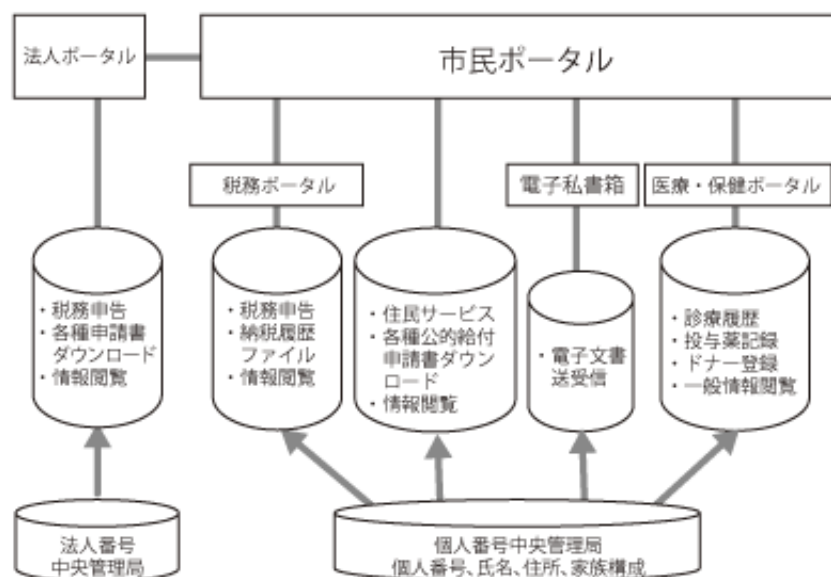 法人ポータル
市民ポータル
税務ポータル
電子私書箱
医療・保健ポータル
・税務申告
・各種申請書
ダウンロード
・情報閲覧
・税務申告
・納税履歴
ファイル
・情報閲覧
・住民サービス
・各種公的給付
申請書ダウン
ロード
・情報閲覧
・電子文書
送受信
・診療履歴
・投与薬記録
・ドナー登録
・一般情報閲覧
法人番号
中央管理局
個人番号中央管理局
個人番号、氏名、住所、家族構成